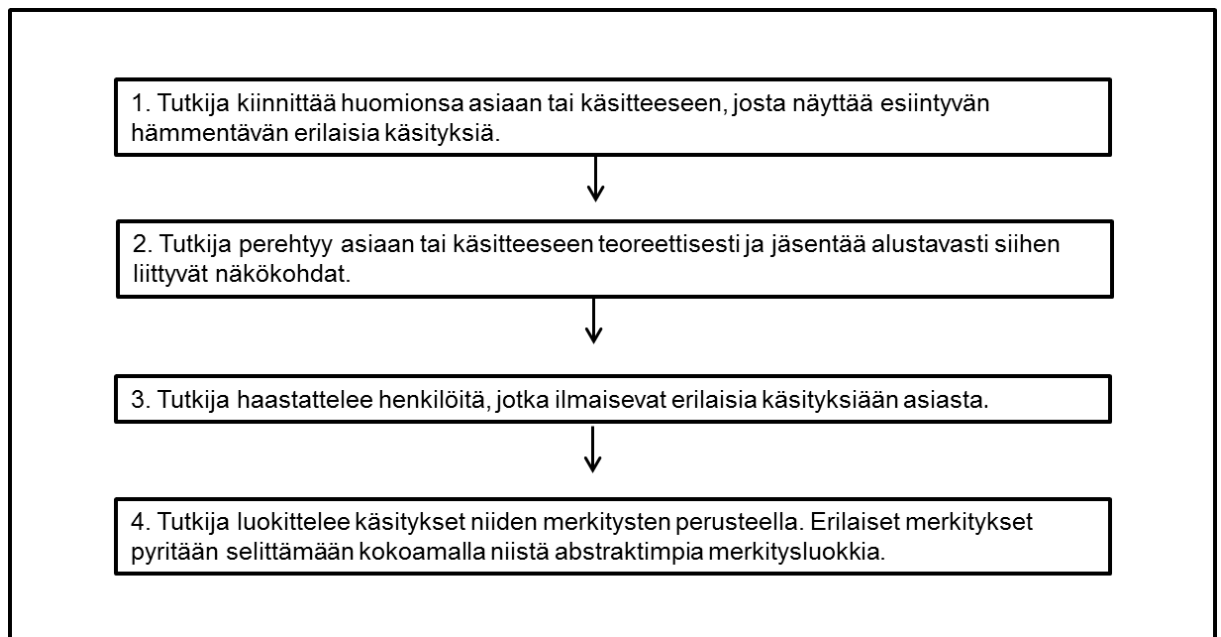 1. Tutkija kiinnittää huomionsa asiaan tai käsitteeseen, josta näyttää esiintyvän
hämmentävän erilaisia käsityksiä.
2. Tutkija perehtyy asiaan tai käsitteeseen teoreettisesti ja jäsentää alustavasti siihen
liittyvät näkökohdat.
3. Tutkija haastattelee henkilöitä, jotka ilmaisevat erilaisia käsityksiään asiasta.
4. Tutkija luokittelee käsitykset niiden merkitysten perusteella. Erilaiset merkitykset
pyritään selittämään kokoamalla niistä abstraktimpia merkitysluokkia.